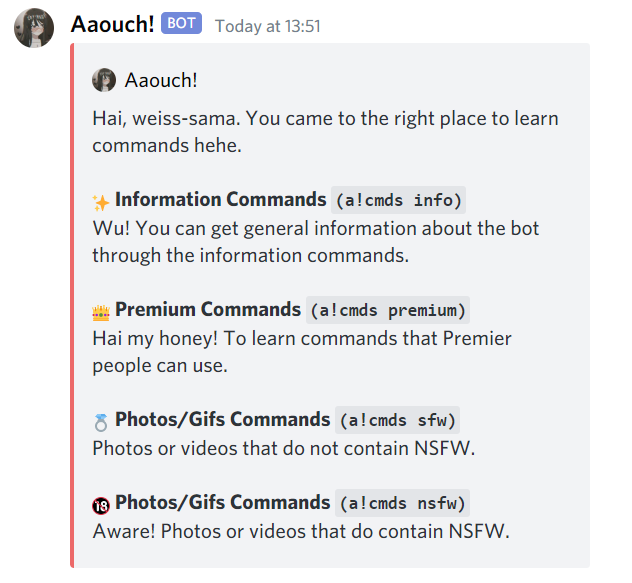 Aaouch! BOT Today at 13:51
Aaouch!
Hai, weiss-sama. You came to the right place to learn
commands hehe.
Information Commands (a!cmds info)
Wu! You can get general information about the bot
through the information commands.
Premium Commands (a!cmds premium)
Hai my honey! To learn commands that Premier
people can use.
Photos/Gifs Commands (a!cmds sfw)
Photos or videos that do not contain NSFW.
🔞 Photos/Gifs Commands (a!cmds nsfw)
Aware! Photos or videos that do contain NSFW.